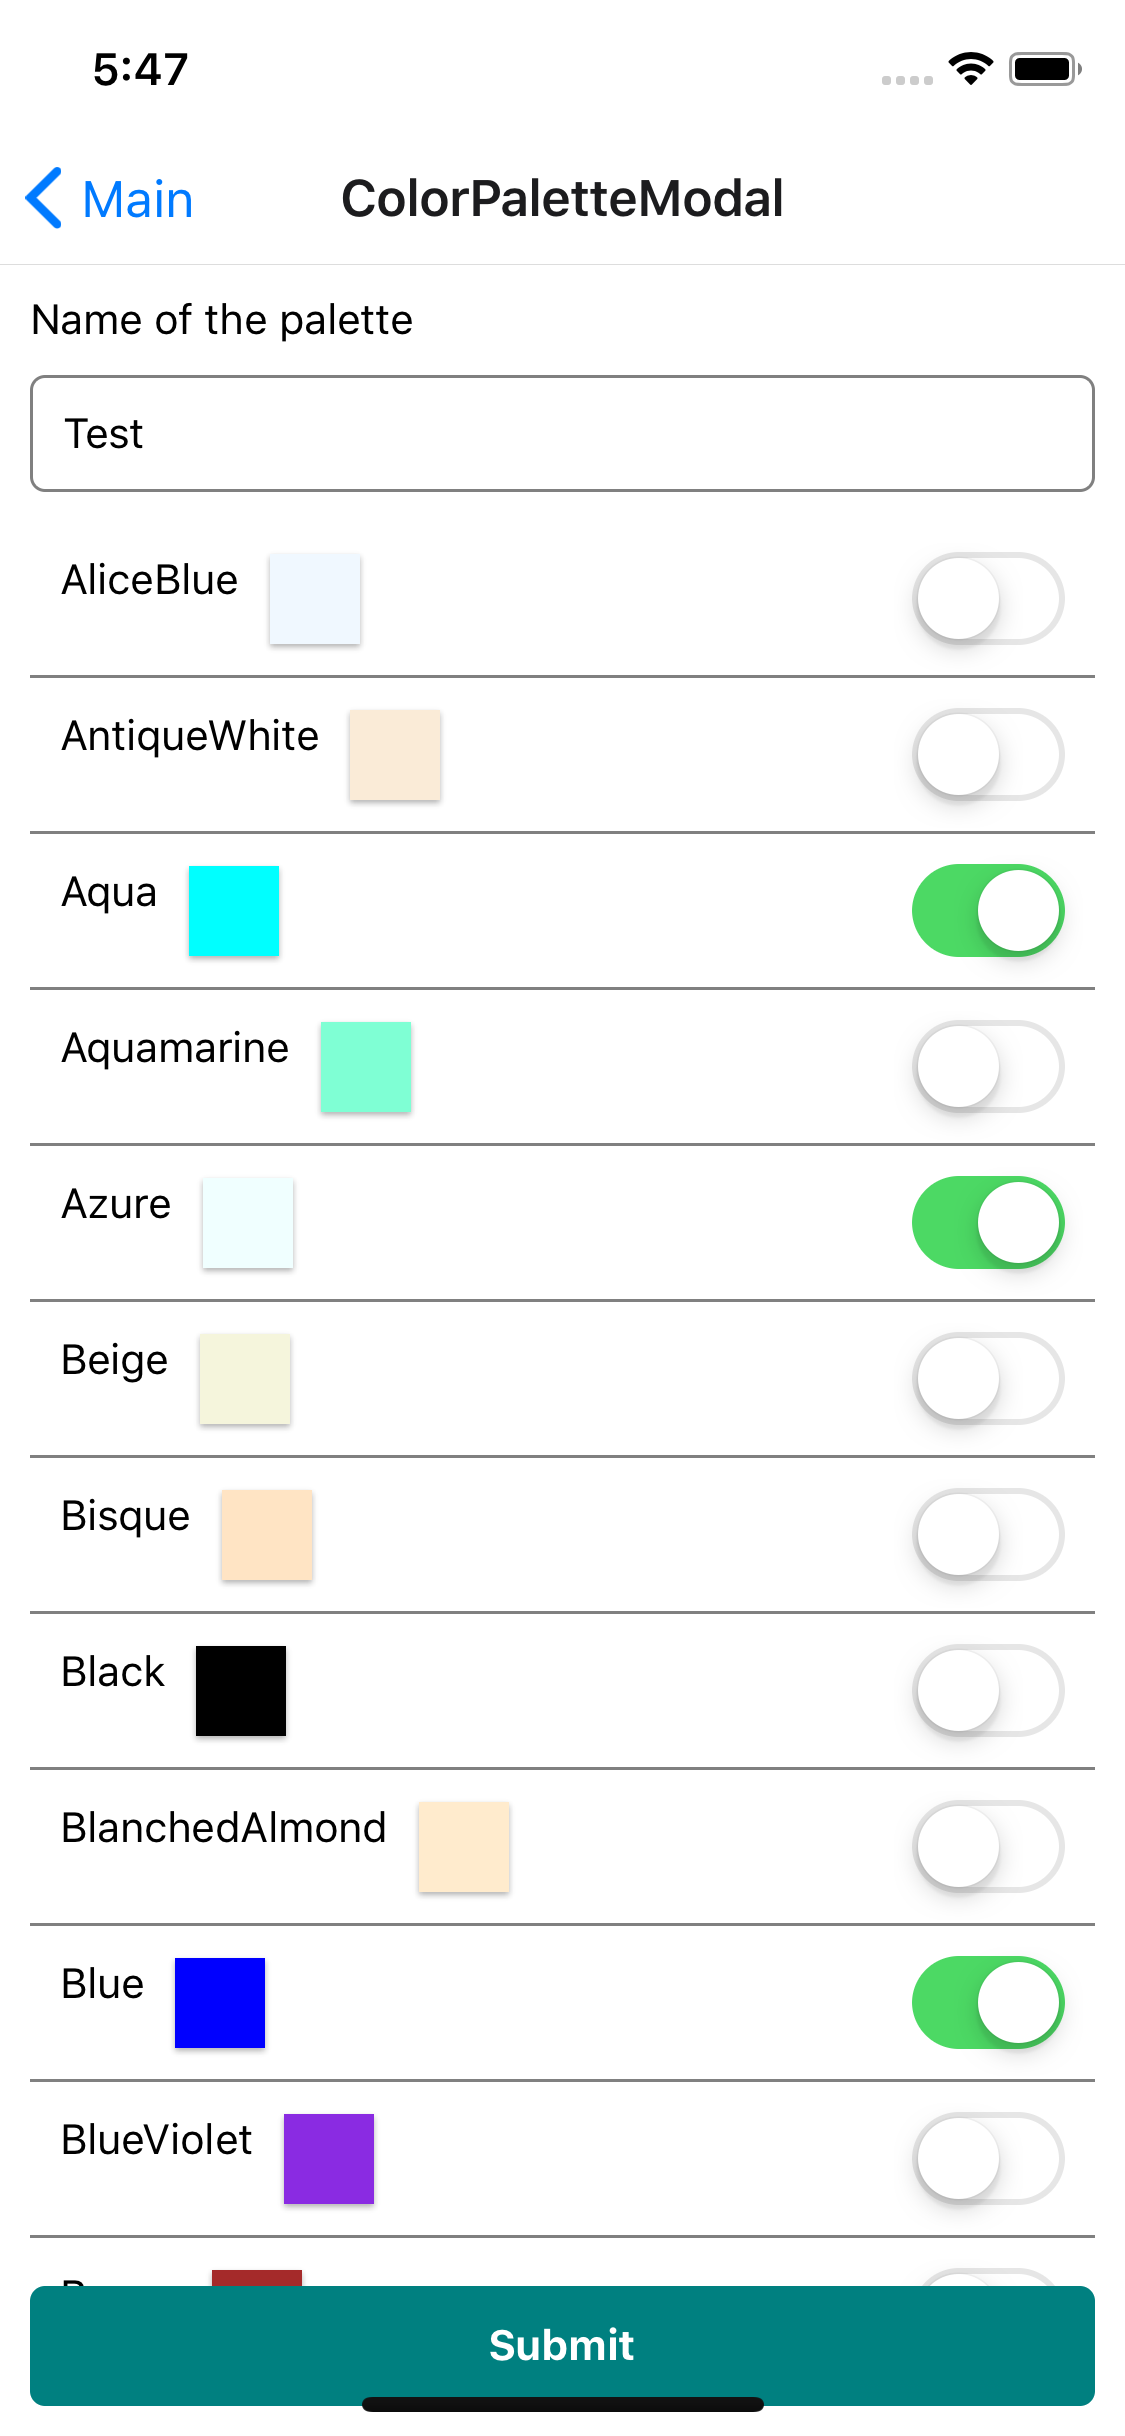 5:47
Main
ColorPaletteModal
Name of the palette
Test
AliceBlue
AntiqueWhite
Aqua
Aquamarine
Azure
Beige
Bisque
Black
BlanchedAlmond
Blue
BlueViolet
Submit